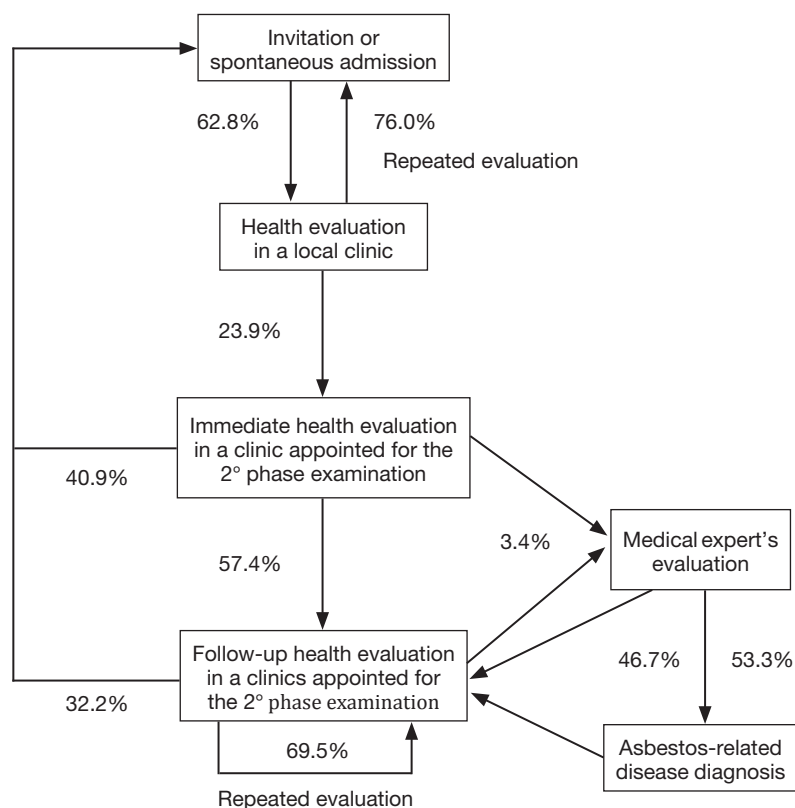 Invitation or
spontaneous admission
62.8%
76.0%
Repeated evaluation
Health evaluation
in a local clinic
23.9%
Immediate health evaluation
in a clinic appointed for the
2° phase examination
40.9%
57.4%
3.4%
Medical expert's
evaluation
Follow-up health evaluation
in a clinics appointed for
the 2° phase examination
32.2%
46.7%
53.3%
69.5%
Repeated evaluation
Asbestos-related
disease diagnosis